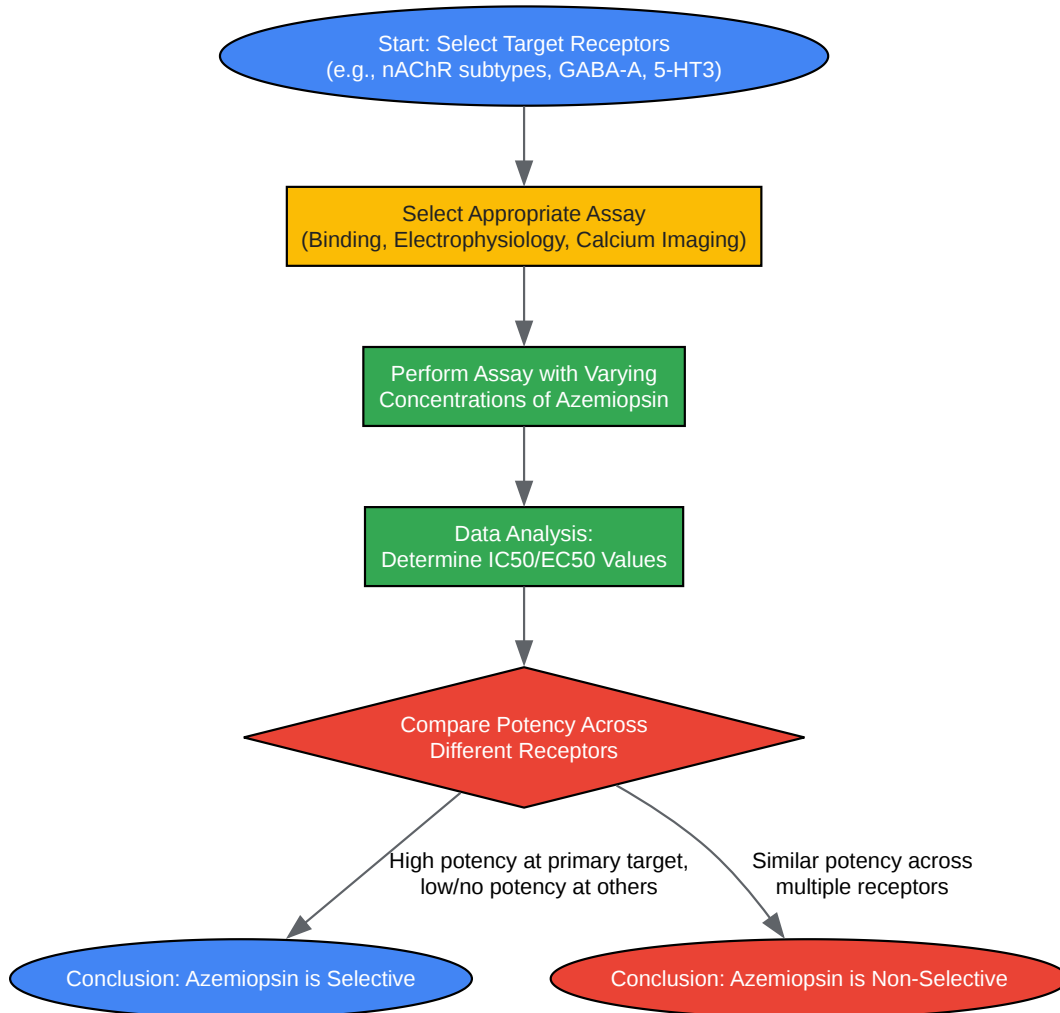 Start: Select Target Receptors
(e.g., nAChR subtypes, GABA-A, 5-HT3)
Select Appropriate Assay
(Binding, Electrophysiology, Calcium Imaging)
Perform Assay with Varying
Concentrations of Azemiopsin
Data Analysis:
Determine IC50/EC50 Values
Compare Potency Across
Different Receptors
High potency at primary target,
low/no potency at others
Similar potency across
multiple receptors
Conclusion: Azemiopsin is Selective
Conclusion: Azemiopsin is Non-Selective